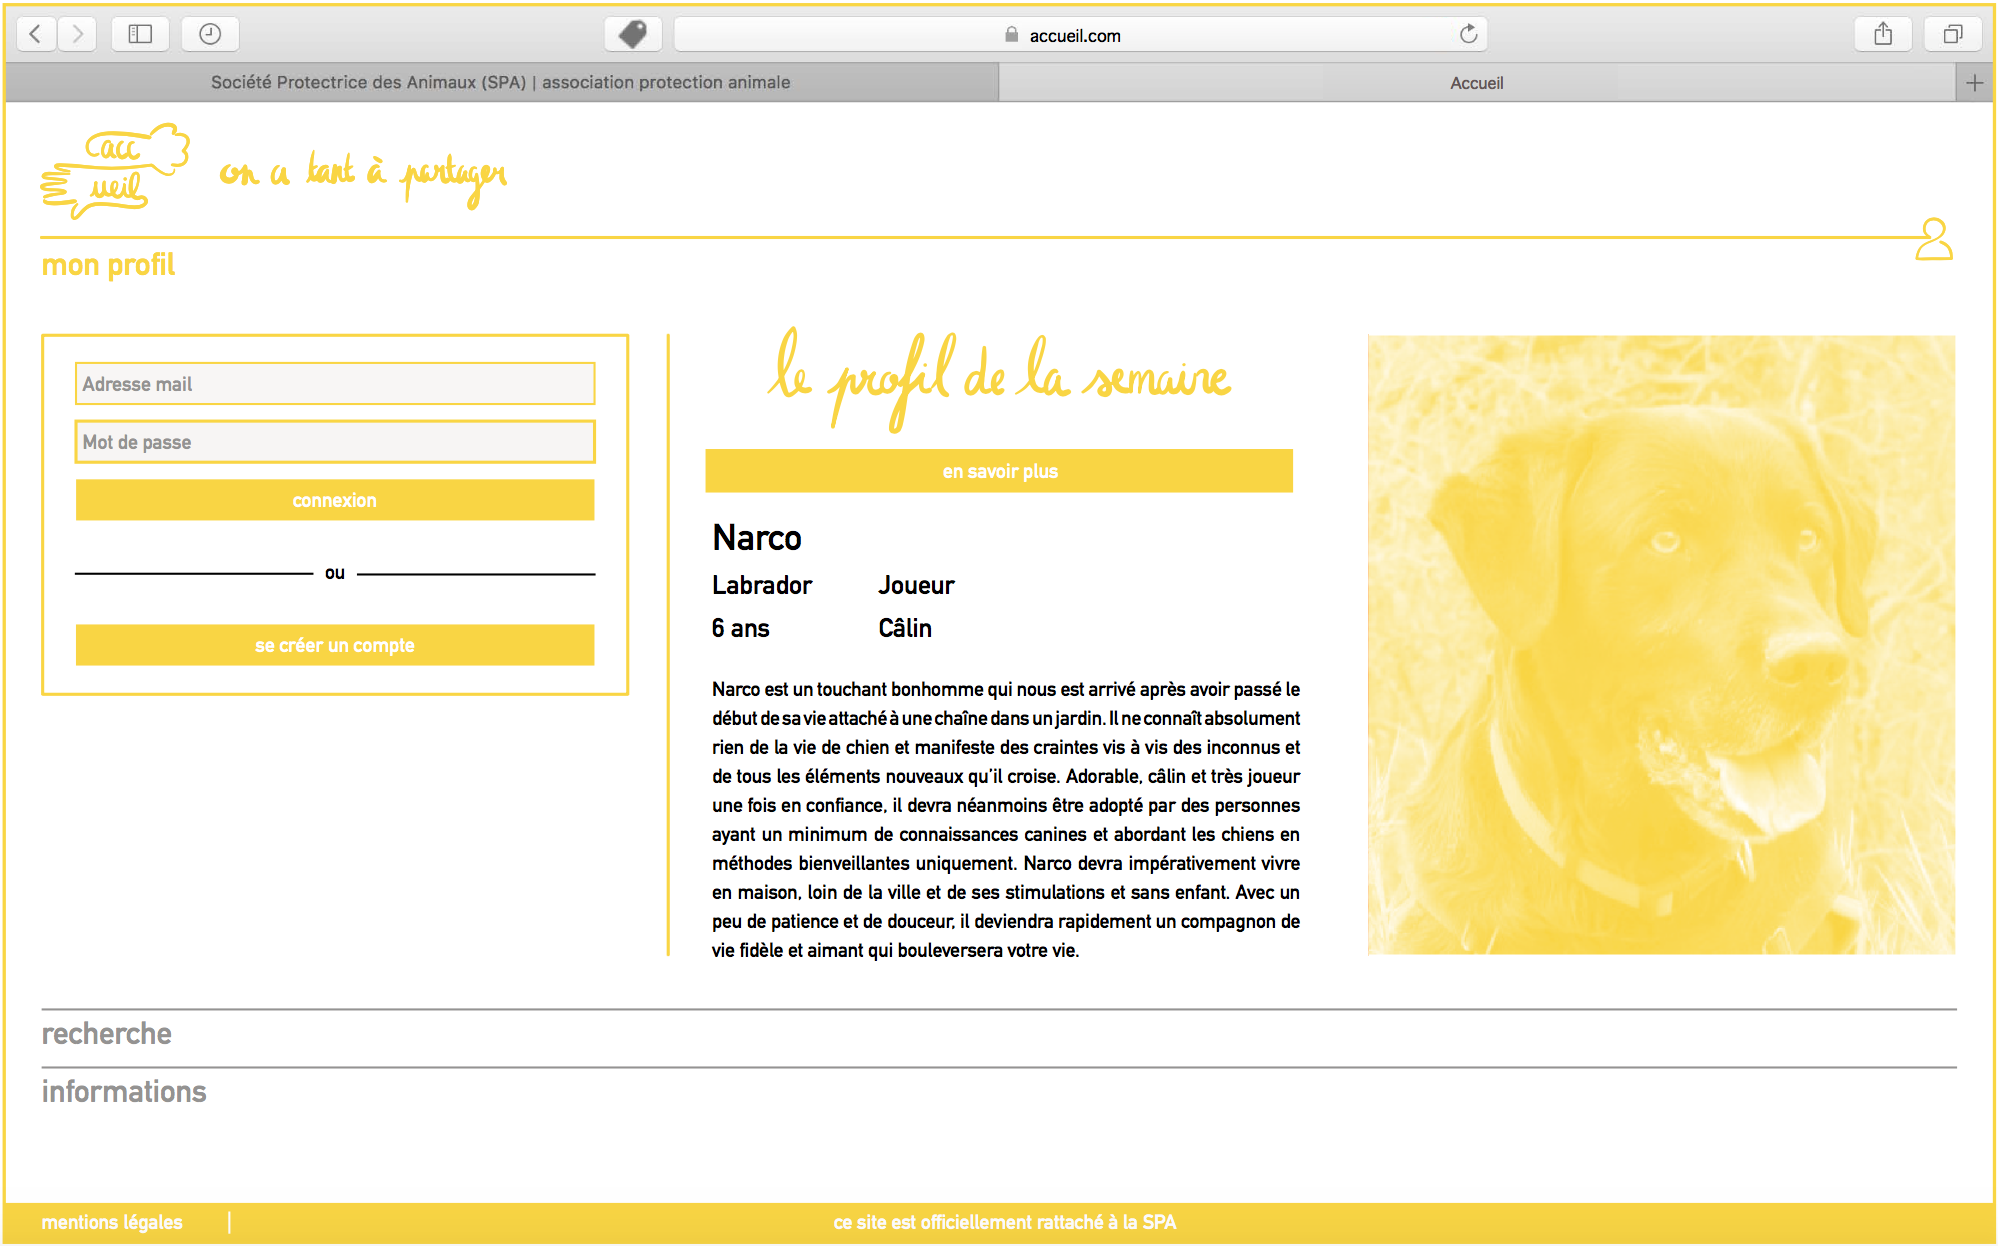 accueil.com
Société Protectrice des Animaux (SPA) | association protection animale
Accueil
acc
ueil
on a tant à partager
mon profil
Adresse mail
Mot de passe
connexion
ou
se créer un compte
le profil de la semaine
en savoir plus
Narco
Labrador Joueur
6 ans Câlin
Narco est un touchant bonhomme qui nous est arrivé après avoir passé le
début de sa vie attaché à une chaîne dans un jardin. Il ne connaît absolument
rien de la vie de chien et manifeste des craintes vis à vis des inconnus et
de tous les éléments nouveaux qu'il croise. Adorable, câlin et très joueur
une fois en confiance, il devra néanmoins être adopté par des personnes
ayant un minimum de connaissances canines et abordant les chiens en
méthodes bienveillantes uniquement. Narco devra impérativement vivre
en maison, loin de la ville et de ses stimulations et sans enfant. Avec un
peu de patience et de douceur, il deviendra rapidement un compagnon de
vie fidèle et aimant qui bouleversera votre vie.
recherche
informations
mentions légales |
ce site est officiellement rattaché à la SPA